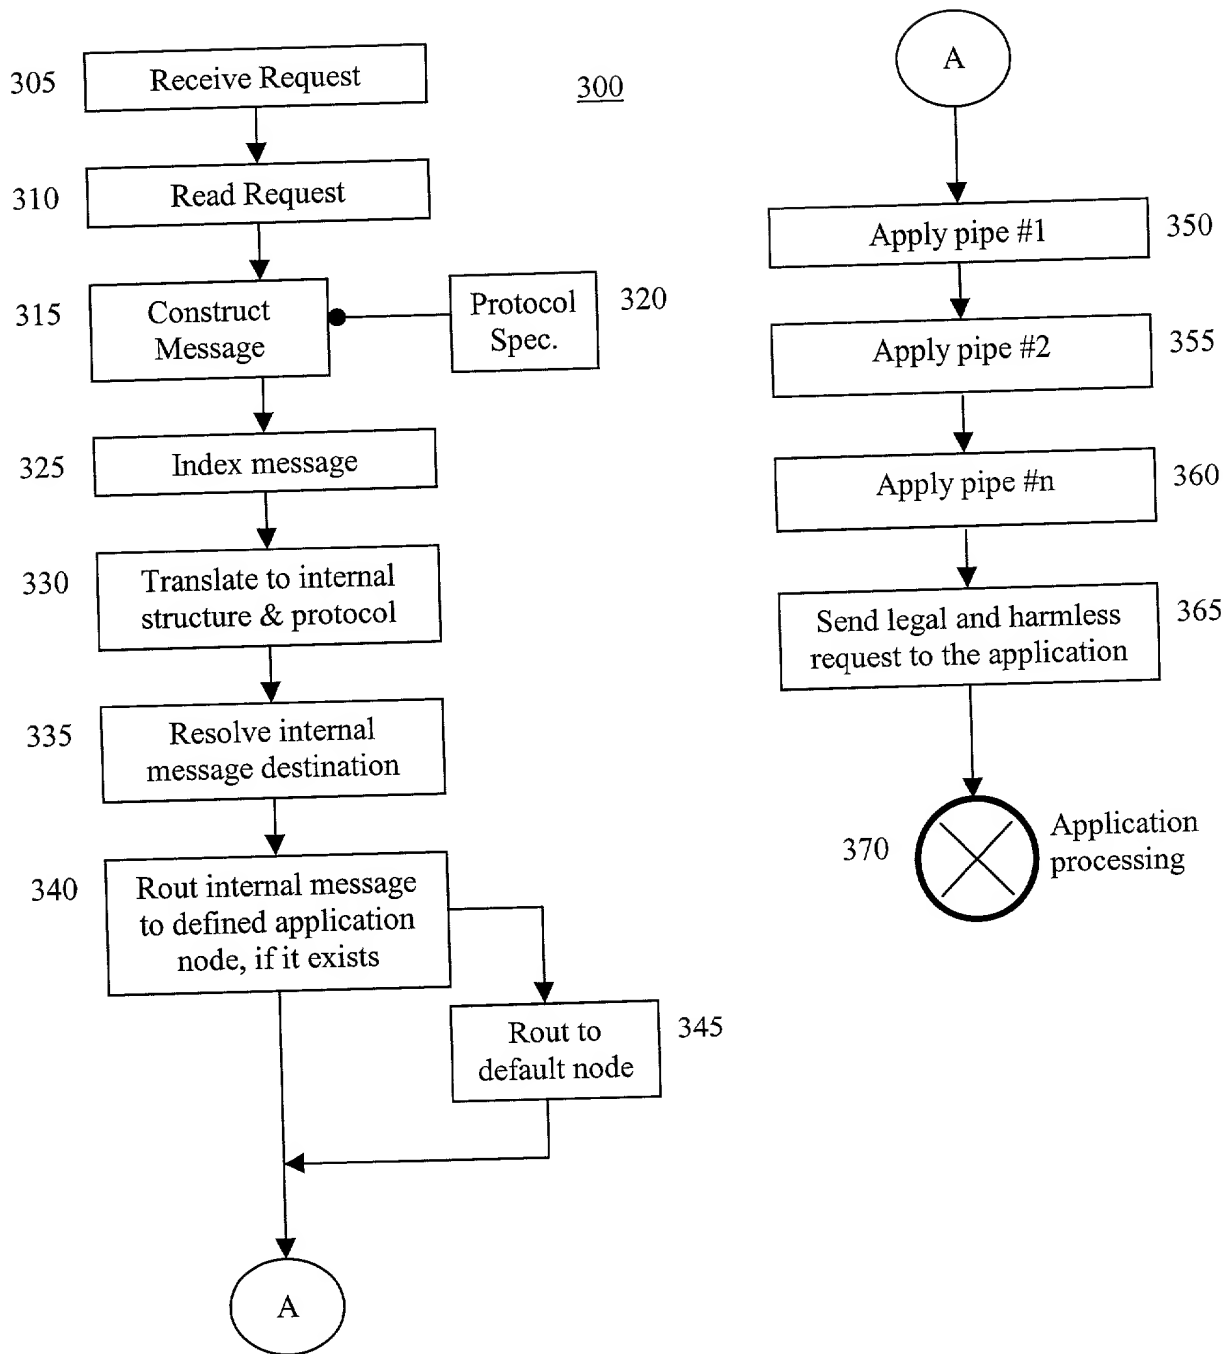 300
305
Receive Request
310
Read Request
315
Construct
Message
Protocol
Spec.
320
325
Index message
330
Translate to internal
structure & protocol
335
Resolve internal
message destination
340
Rout internal message
to defined application
node, if it exists
Rout to
default node
345
A
A
Apply pipe #1
350
Apply pipe #2
355
Apply pipe #n
360
Send legal and harmless
request to the application
365
370
Application
processing